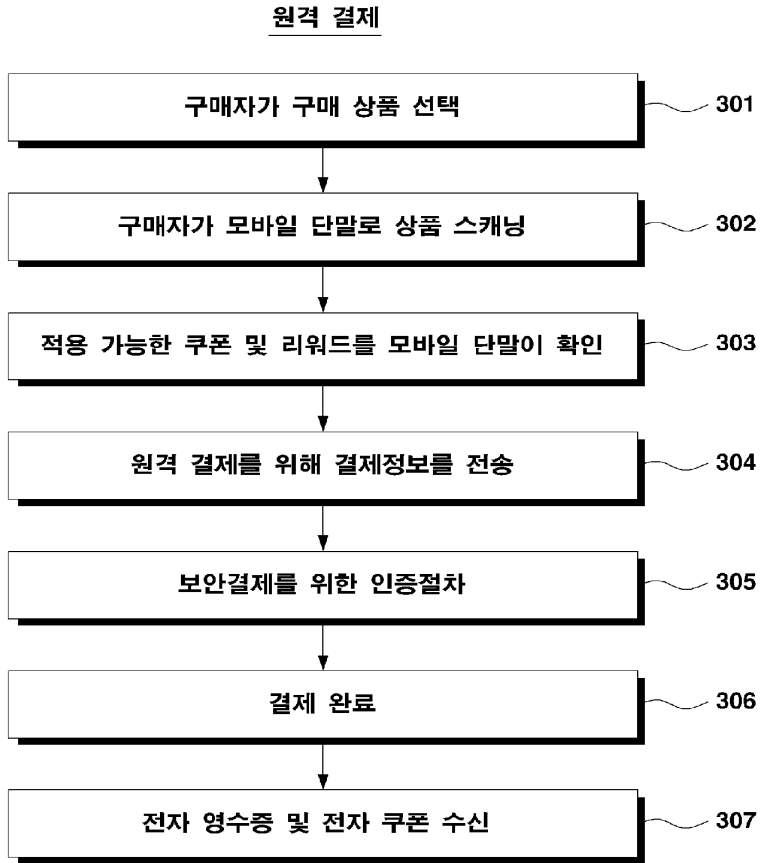 원격 결제
구매자가 구매 상품 선택
301
구매자가 모바일 단말로 상품 스캐닝
302
적용 가능한 쿠폰 및 리워드를 모바일 단말이 확인
303
원격 결제를 위해 결제정보를 전송
304
보안결제를 위한 인증절차
305
결제 완료
306
전자 영수증 및 전자 쿠폰 수신
307